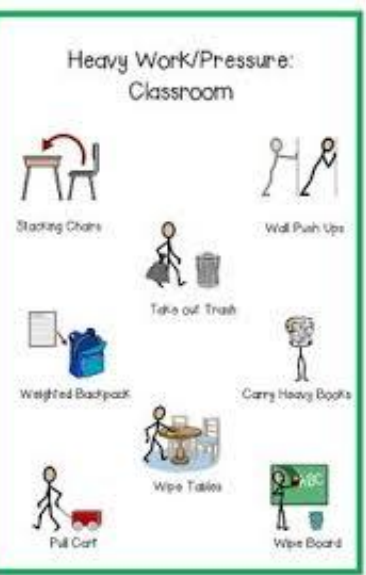 Heavy Work/Pressure:
Classroom
Stacking Chairs
Wall Push Ups
Take out Trash
Weighted Backpack
Carry Heavy Books
Wipe Tables
Pull Cart
ABC
Wipe Board